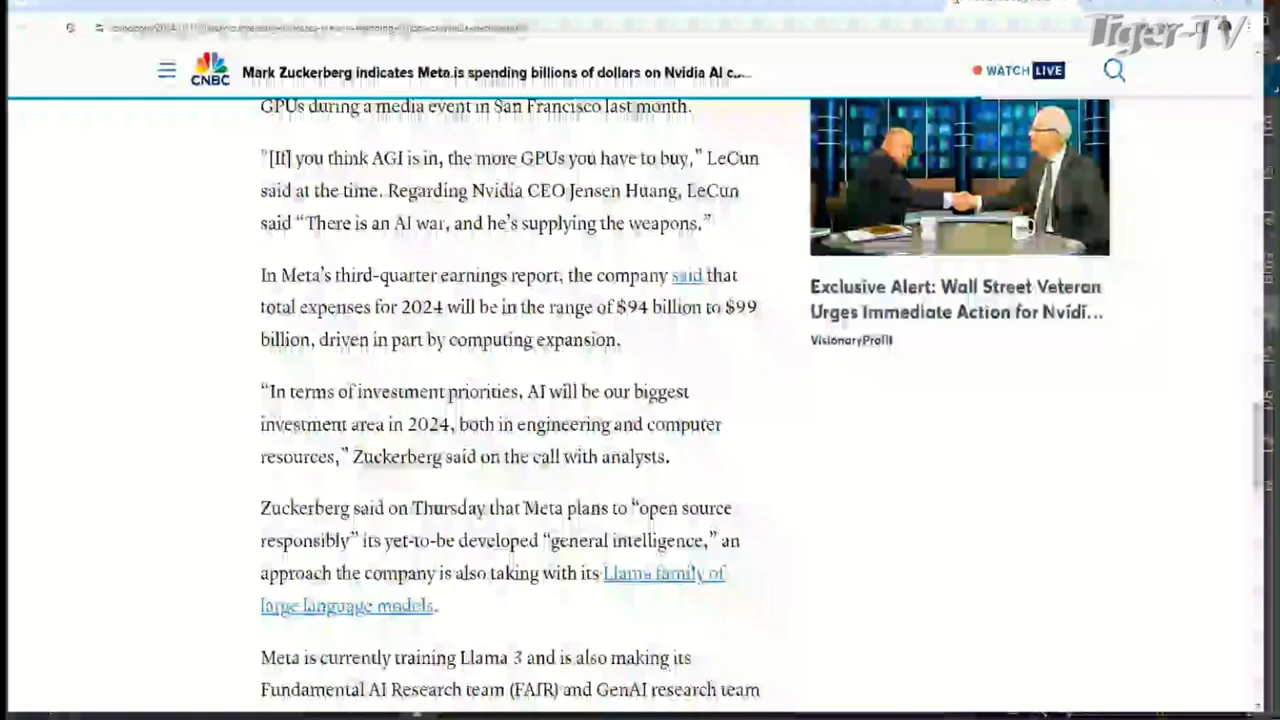 Tiger-TV
CNBC
Mark Zuckerberg indicates Meta is spending billions of dollars on Nvidia AI c...
WATCH LIVE
GPUs during a media event in San Francisco last month.
"[If] you think AGI is in, the more GPUs you have to buy," LeCun
said at the time. Regarding Nvidia CEO Jensen Huang, LeCun
said “There is an AI war, and he’s supplying the weapons.”
In Meta’s third-quarter earnings report, the company said that
total expenses for 2024 will be in the range of $94 billion to $99
billion, driven in part by computing expansion.
“In terms of investment priorities, AI will be our biggest
investment area in 2024, both in engineering and computer
resources,” Zuckerberg said on the call with analysts.
Zuckerberg said on Thursday that Meta plans to “open source
responsibly” its yet-to-be developed “general intelligence,” an
approach the company is also taking with its Llama family of
large language models.
Meta is currently training Llama 3 and is also making its
Fundamental AI Research team (FAIR) and GenAI research team
Exclusive Alert: Wall Street Veteran
Urges Immediate Action for Nvidi...
VisionaryProfit